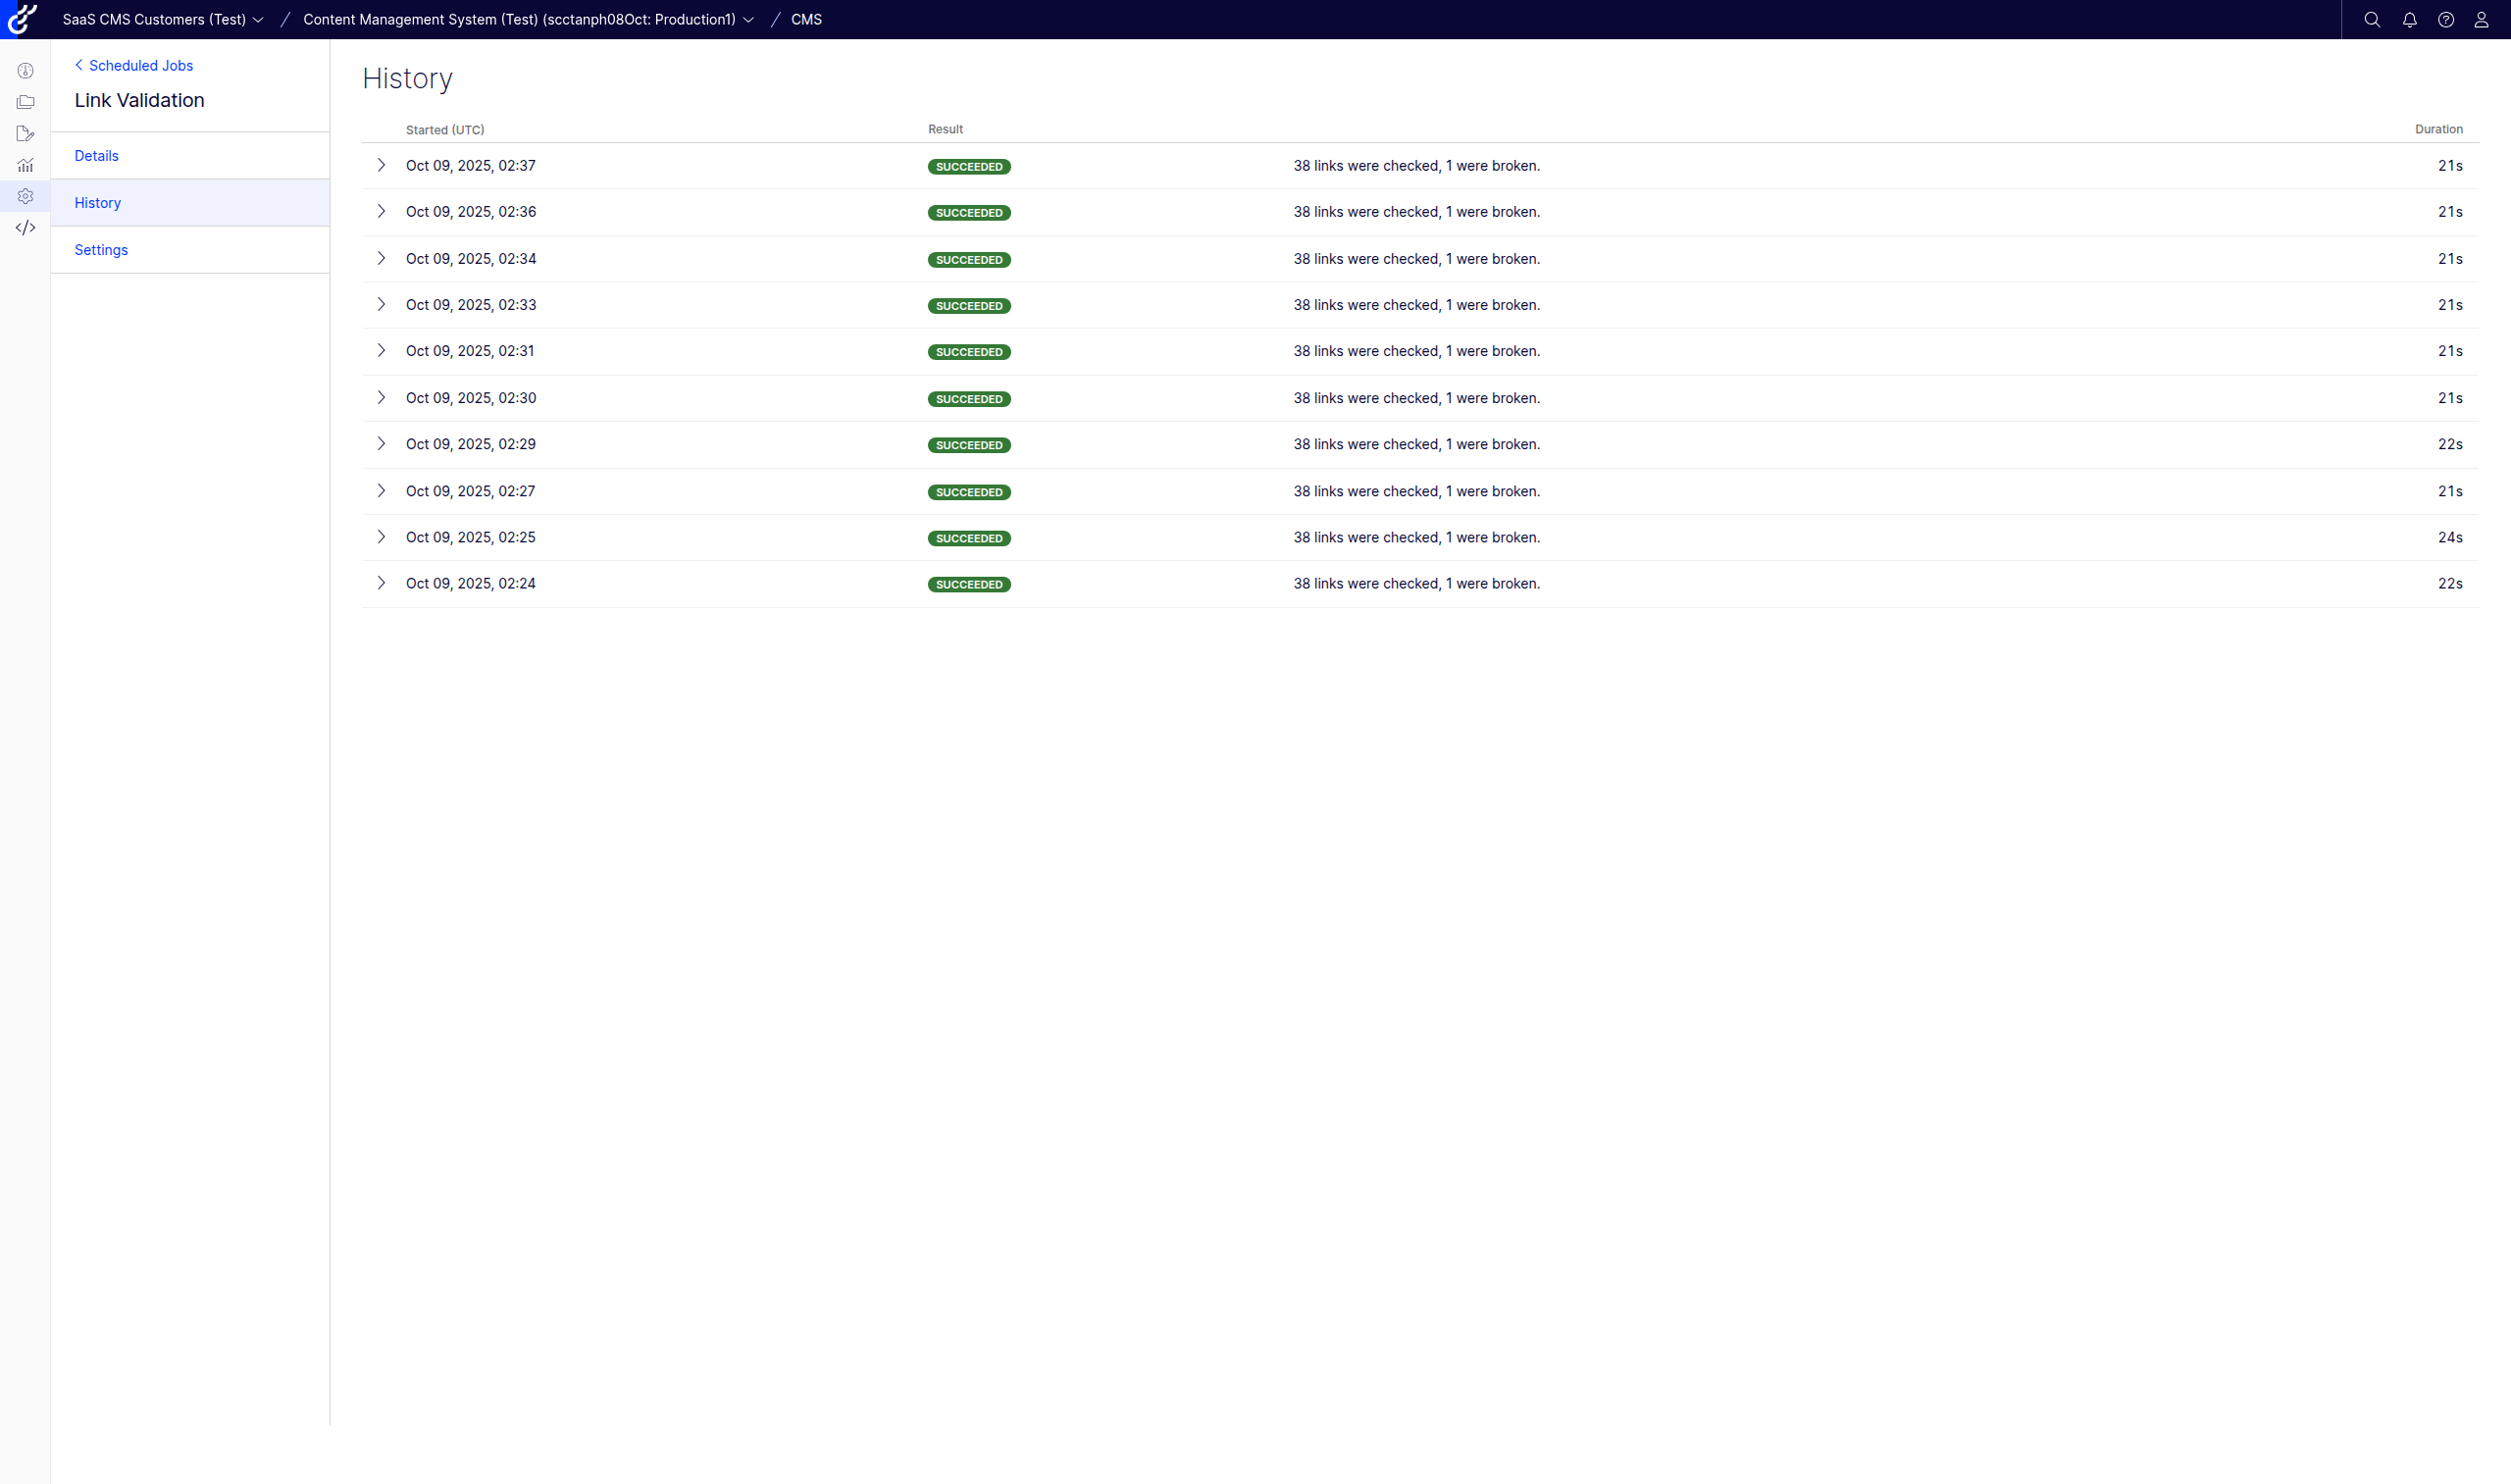 SaaS CMS Customers (Test) / Content Management System (Test) (scctanph08Oct: Production1) / CMS
Scheduled Jobs
Link Validation
Details
History
Settings
History
Started (UTC) Result Duration
Oct 09, 2025, 02:37 SUCCEEDED 38 links were checked, 1 were broken. 21s
Oct 09, 2025, 02:36 SUCCEEDED 38 links were checked, 1 were broken. 21s
Oct 09, 2025, 02:34 SUCCEEDED 38 links were checked, 1 were broken. 21s
Oct 09, 2025, 02:33 SUCCEEDED 38 links were checked, 1 were broken. 21s
Oct 09, 2025, 02:31 SUCCEEDED 38 links were checked, 1 were broken. 21s
Oct 09, 2025, 02:30 SUCCEEDED 38 links were checked, 1 were broken. 21s
Oct 09, 2025, 02:29 SUCCEEDED 38 links were checked, 1 were broken. 22s
Oct 09, 2025, 02:27 SUCCEEDED 38 links were checked, 1 were broken. 21s
Oct 09, 2025, 02:25 SUCCEEDED 38 links were checked, 1 were broken. 24s
Oct 09, 2025, 02:24 SUCCEEDED 38 links were checked, 1 were broken. 22s